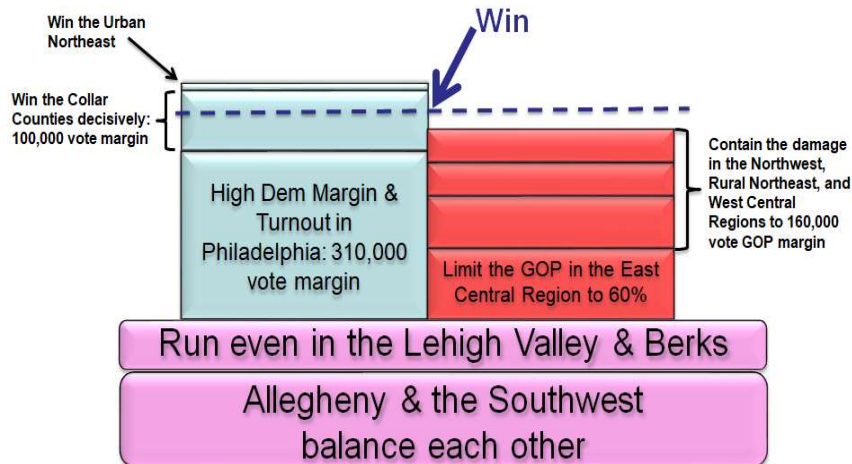 Win the Urban
Northeast
Win
Win the Collar
Counties decisively:
100,000 vote margin
High Dem Margin &
Turnout in
Philadelphia: 310,000
vote margin
Contain the damage
in the Northwest,
Rural Northeast, and
West Central
Regions to 160,000
vote GOP margin
Limit the GOP in the East
Central Region to 60%
Run even in the Lehigh Valley & Berks
Allegheny & the Southwest
balance each other